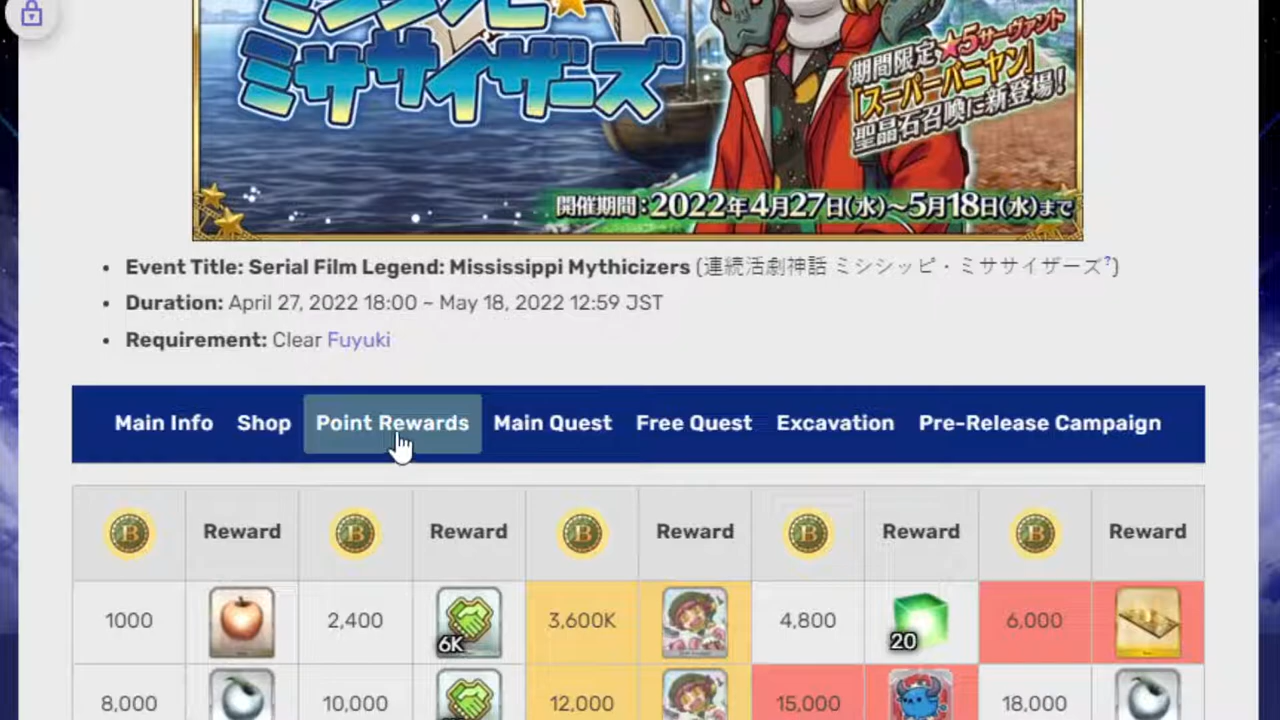 ミシシッピ
ミササイザーズ
期間限定★5サーヴァント
「スーパーバニヤン」
聖晶石召喚に新登場!
開催期間:2022年4月27日(水)~5月18日(水)まで
• Event Title: Serial Film Legend: Mississippi Mythicizers (連続活劇神話 ミシシッピ・ミササイザーズ?)
• Duration: April 27, 2022 18:00 ~ May 18, 2022 12:59 JST
• Requirement: Clear Fuyuki
Main Info Shop Point Rewards Main Quest Free Quest Excavation Pre-Release Campaign
B Reward B Reward B Reward B Reward B Reward
1000 2,400 6K 3,600K 4,800 20 6,000
8,000 10,000 12,000 15,000 18,000